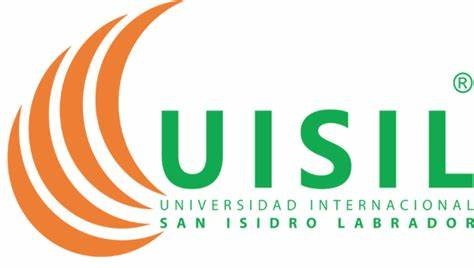 ®
UISIL
UNIVERSIDAD INTERNACIONAL
SAN ISIDRO LABRADOR